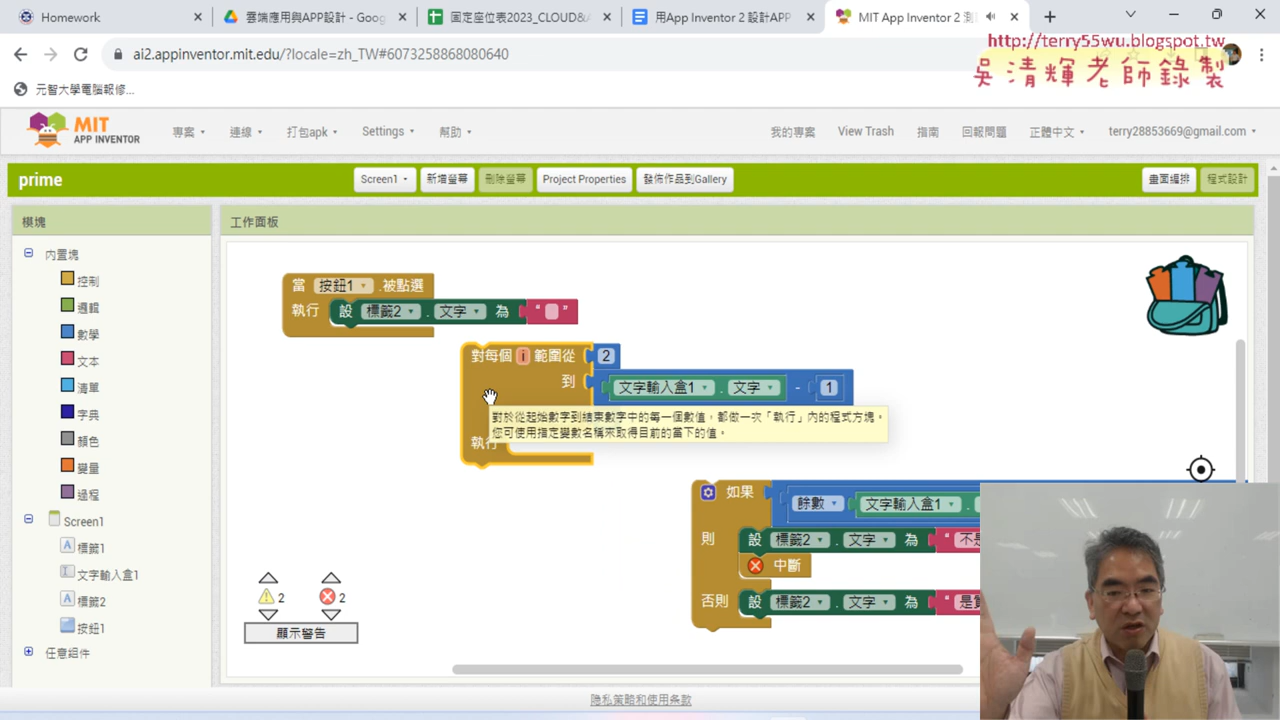 Homework
雲端應用與APP設計 - Goog
固定座位表2023_CLOUD&A
用App Inventor 2 設計APP
MIT App Inventor 2 測
ai2.appinventor.mit.edu/?locale=zh_TW#6073258868080640
http://terry55wu.blogspot.tw
吳清輝老師錄製
元智大學電腦報修...
MIT
APP INVENTOR
專案
連線
打包apk
Settings
幫助
我的專案
View Trash
指南
回報問題
正體中文
terry28853669@gmail.com
prime
Screen1
新增螢幕
刪除螢幕
Project Properties
發佈作品到Gallery
畫面編排
程式設計
模塊
工作面板
內置塊
控制
邏輯
數學
文本
清單
字典
顏色
變量
過程
Screen1
標籤1
文字輸入盒1
標籤2
按鈕1
任意組件
當 按鈕1 .被點選
執行 設 標籤2 . 文字 為 “ ”
對每個 i 範圍從 2
到 文字輸入盒1 . 文字 - 1
對於從起始數字到結束數字中的每一個數值,都做一次「執行」內的程式方塊。
您可使用指定變數名稱來取得目前的當下的值。
執行
如果 餘數 文字輸入盒1 .
則 設 標籤2 . 文字 為 “ 不是
中斷
否則 設 標籤2 . 文字 為 “ 是質
2 2
顯示警告
隐私策略和使用条款